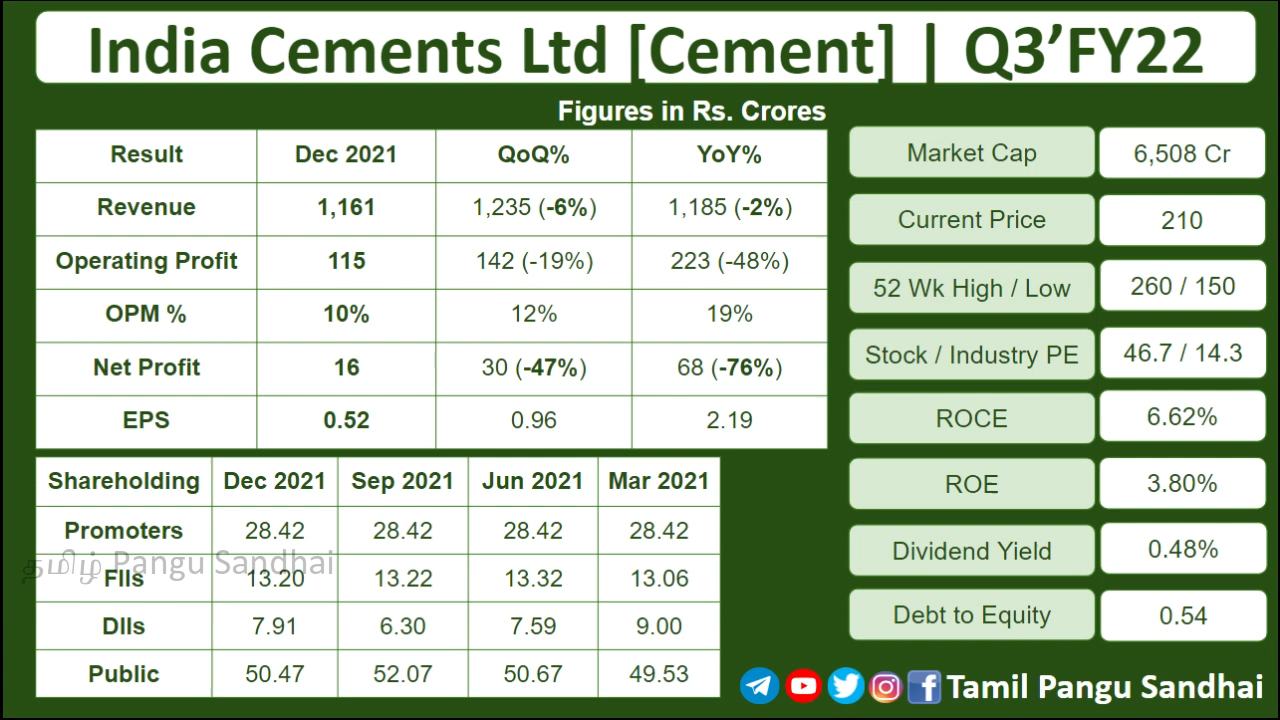 India Cements Ltd [Cement] | Q3’FY22
Figures in Rs. Crores
Result Dec 2021 QoQ% YoY%
Revenue 1,161 1,235 (-6%) 1,185 (-2%)
Operating Profit 115 142 (-19%) 223 (-48%)
OPM % 10% 12% 19%
Net Profit 16 30 (-47%) 68 (-76%)
EPS 0.52 0.96 2.19
Market Cap 6,508 Cr
Current Price 210
52 Wk High / Low 260 / 150
Stock / Industry PE 46.7 / 14.3
ROCE 6.62%
ROE 3.80%
Dividend Yield 0.48%
Debt to Equity 0.54
Shareholding Dec 2021 Sep 2021 Jun 2021 Mar 2021
Promoters 28.42 28.42 28.42 28.42
தமிழ் Pangu Sandhai
FIIs 13.20 13.22 13.32 13.06
DIIs 7.91 6.30 7.59 9.00
Public 50.47 52.07 50.67 49.53
Tamil Pangu Sandhai